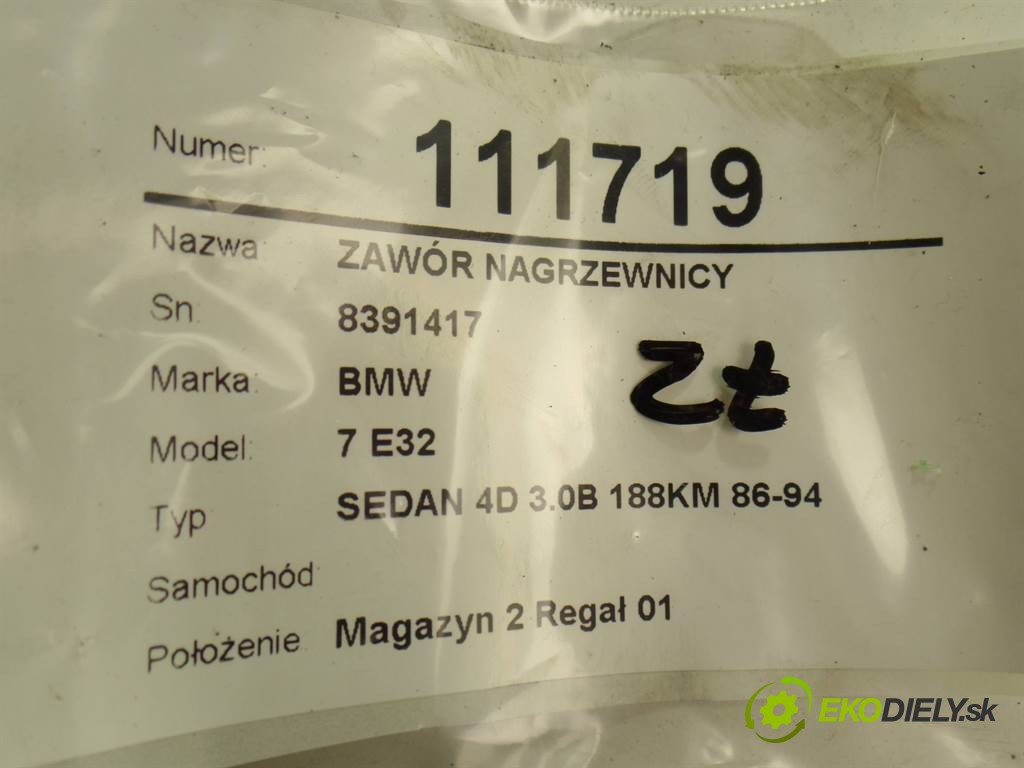 Numer: 111719
Nazwa: ZAWÓR NAGRZEWNICY
Sn: 8391417
Marka: BMW
Zł
Model: 7 E32
Typ SEDAN 4D 3.0B 188KM 86-94
Samochód:
Położenie: Magazyn 2 Regał 01
EKODIELY.sk